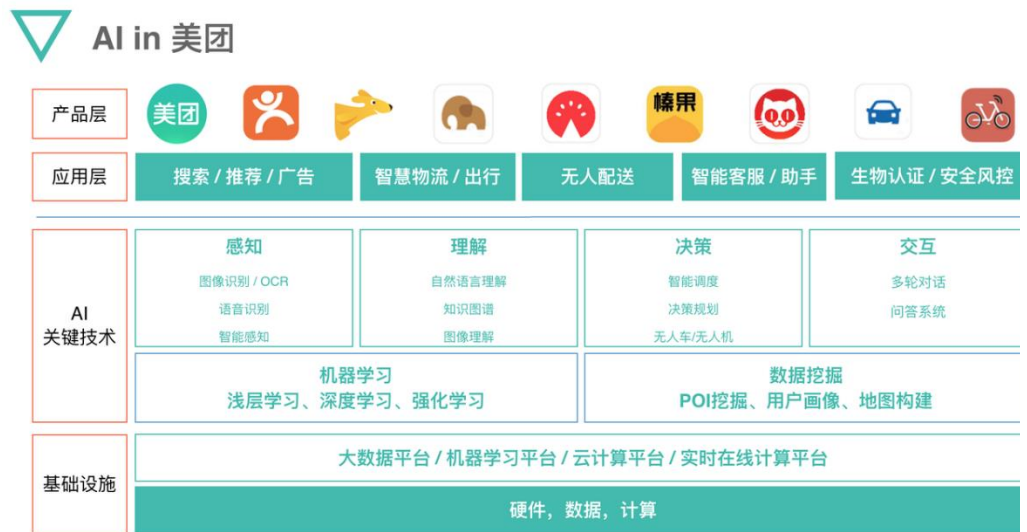 AI in 美团
产品层
美团
榛果
应用层
搜索 / 推荐 / 广告
智慧物流 / 出行
无人配送
智能客服 / 助手
生物认证 / 安全风控
AI
关键技术
感知
图像识别 / OCR
语音识别
智能感知
理解
自然语言理解
知识图谱
图像理解
决策
智能调度
决策规划
无人车/无人机
交互
多轮对话
问答系统
机器学习
浅层学习、深度学习、强化学习
数据挖掘
POI挖掘、用户画像、地图构建
基础设施
大数据平台 / 机器学习平台 / 云计算平台 / 实时在线计算平台
硬件，数据，计算